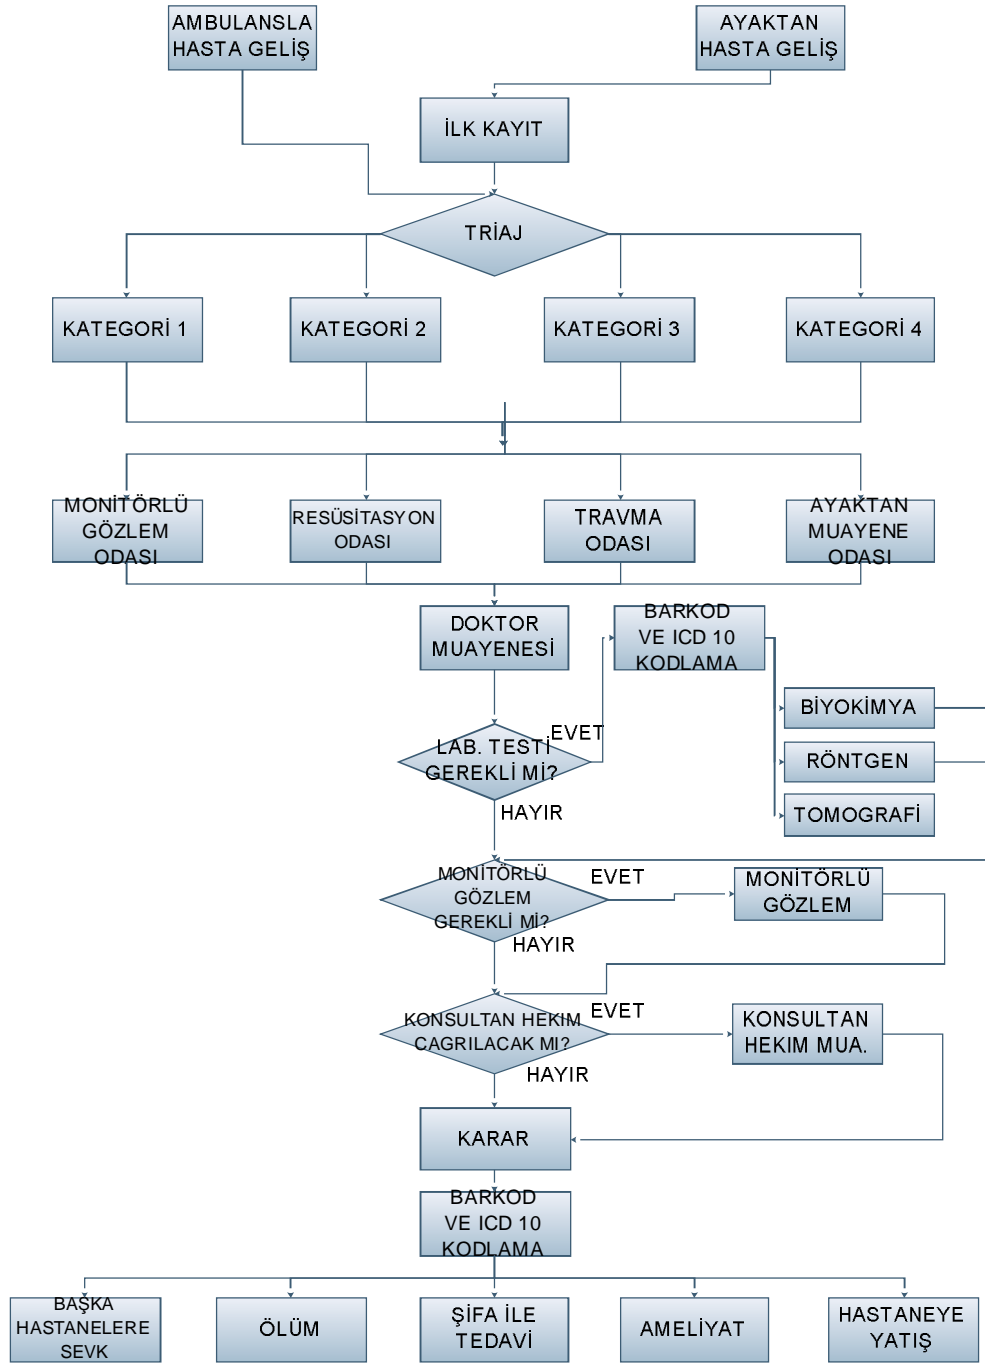 AMBULANSLA
HASTA GELİŞ
AYAKTAN
HASTA GELİŞ
İLK KAYIT
TRİAJ
KATEGORİ 1
KATEGORİ 2
KATEGORİ 3
KATEGORİ 4
MONİTÖRLÜ
GÖZLEM
ODASI
RESÜSİTASYON
ODASI
TRAVMA
ODASI
AYAKTAN
MUAYENE
ODASI
DOKTOR
MUAYENESİ
BARKOD
VE ICD 10
KODLAMA
BİYOKİMYA
EVET
LAB. TESTİ
GEREKLİ Mİ?
RÖNTGEN
HAYIR
TOMOGRAFİ
MONİTÖRLÜ
GÖZLEM
GEREKLİ Mİ?
EVET
MONİTÖRLÜ
GÖZLEM
HAYIR
KONSULTAN HEKIM
CAGRILACAK MI?
EVET
KONSULTAN
HEKIM MUA.
HAYIR
KARAR
BARKOD
VE ICD 10
KODLAMA
BAŞKA
HASTANELERE
SEVK
ÖLÜM
ŞİFA İLE
TEDAVİ
AMELİYAT
HASTANEYE
YATIŞ